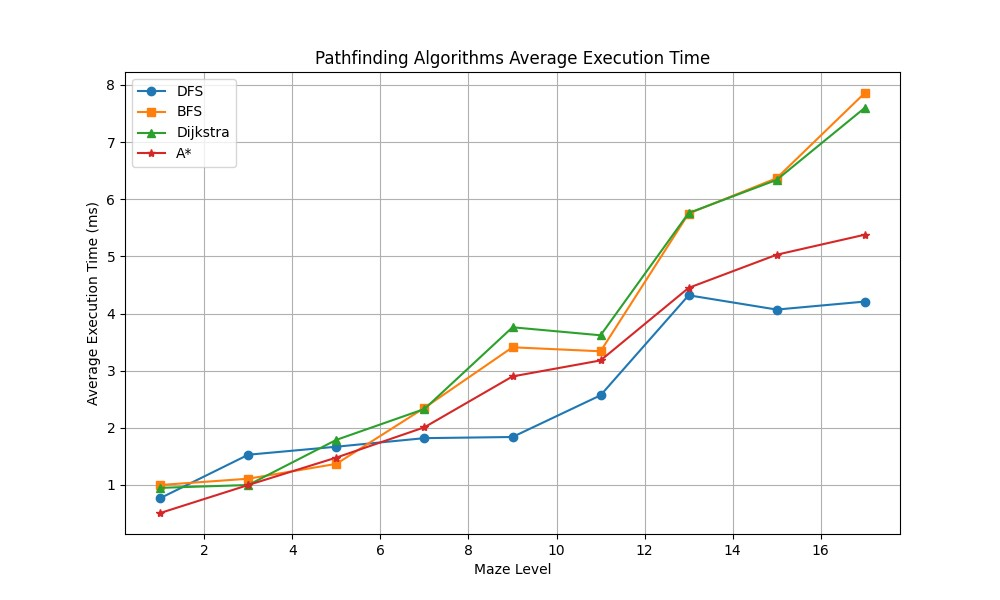 Pathfinding Algorithms Average Execution Time
DFS
BFS
Dijkstra
A*
Average Execution Time (ms)
8
7
6
5
4
3
2
1
2 4 6 8 10 12 14 16
Maze Level